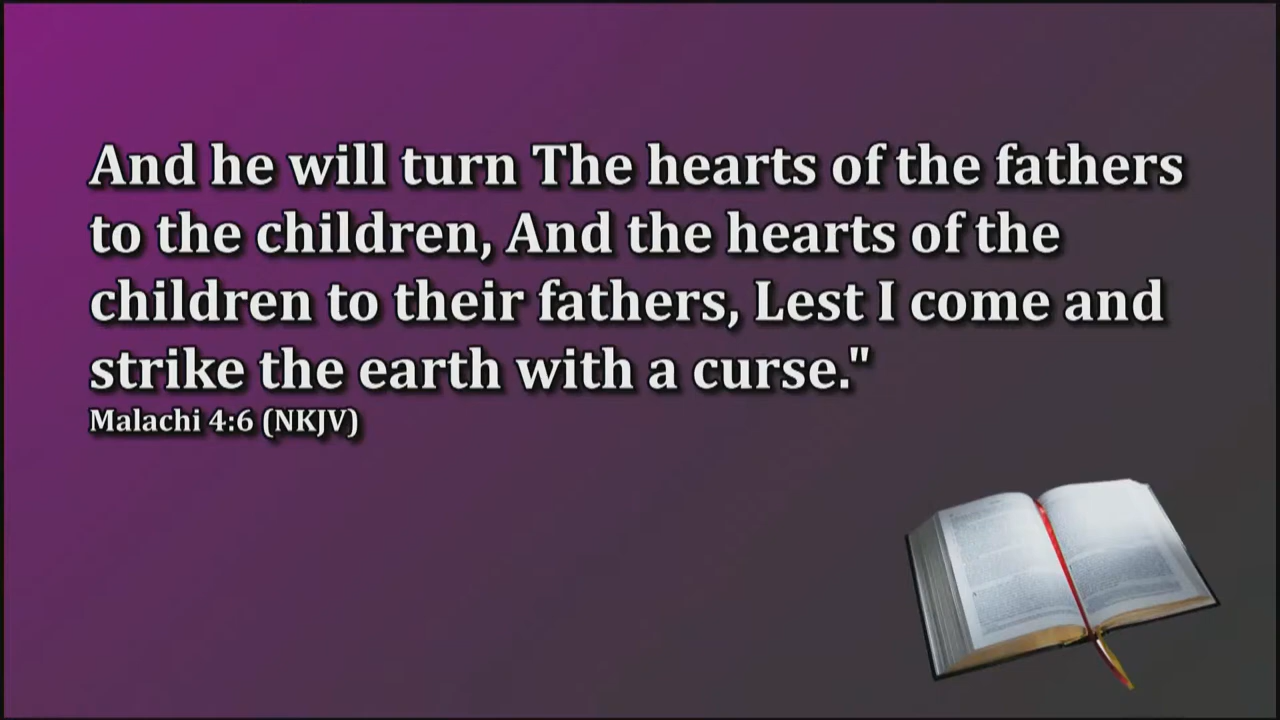 And he will turn The hearts of the fathers
to the children, And the hearts of the
children to their fathers, Lest I come and
strike the earth with a curse."
Malachi 4:6 (NKJV)